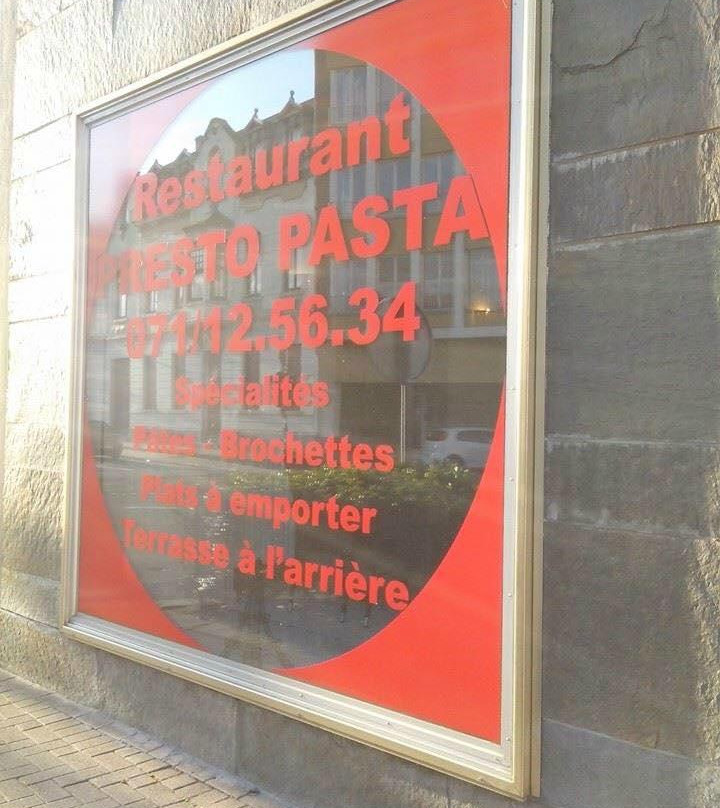 Restaurant
PRESTO PASTA
071/12.56.34
Spécialités
Pâtes - Brochettes
Plats à emporter
Terrasse à l'arrière